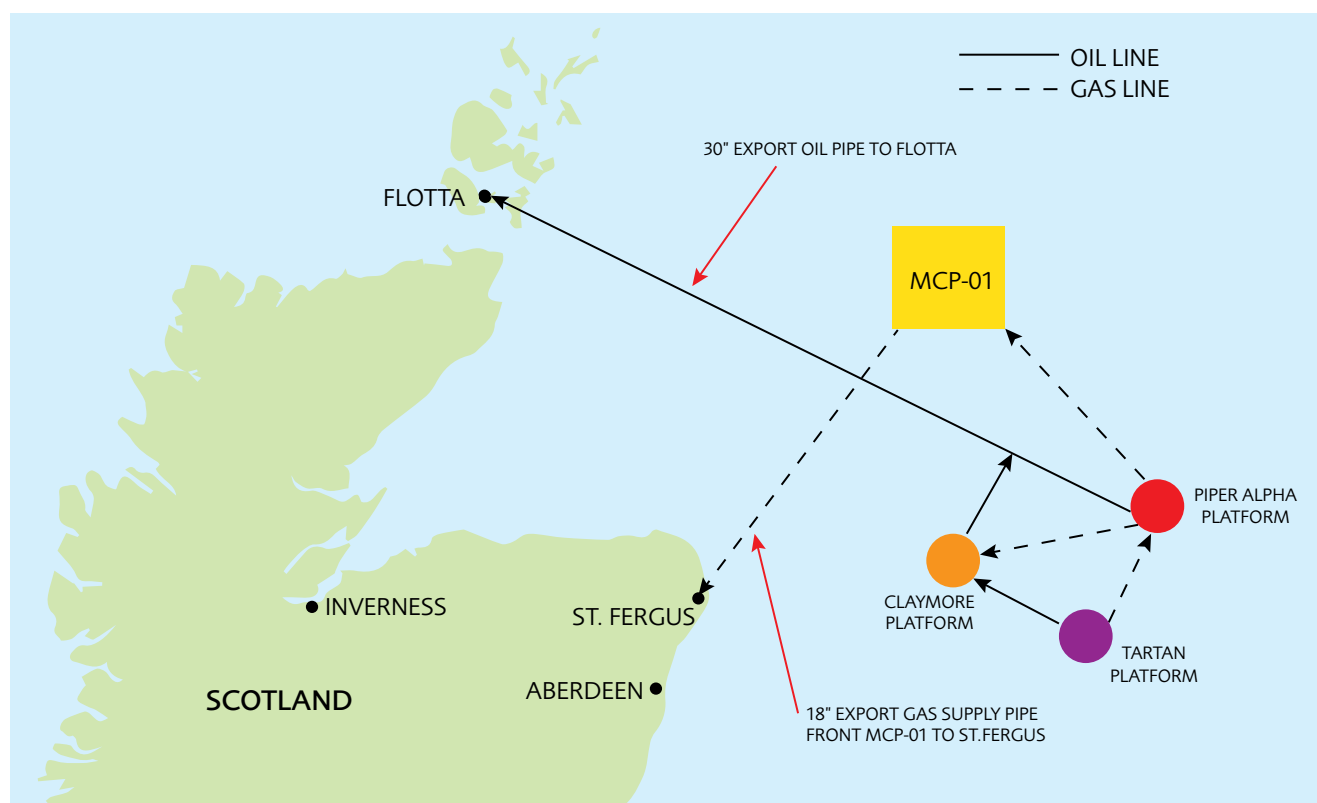 OIL LINE
GAS LINE
30" EXPORT OIL PIPE TO FLOTTA
FLOTTA
MCP-01
PIPER ALPHA
PLATFORM
CLAYMORE
PLATFORM
INVERNESS
ST. FERGUS
TARTAN
PLATFORM
ABERDEEN
SCOTLAND
18" EXPORT GAS SUPPLY PIPE
FRONT MCP-01 TO ST.FERGUS